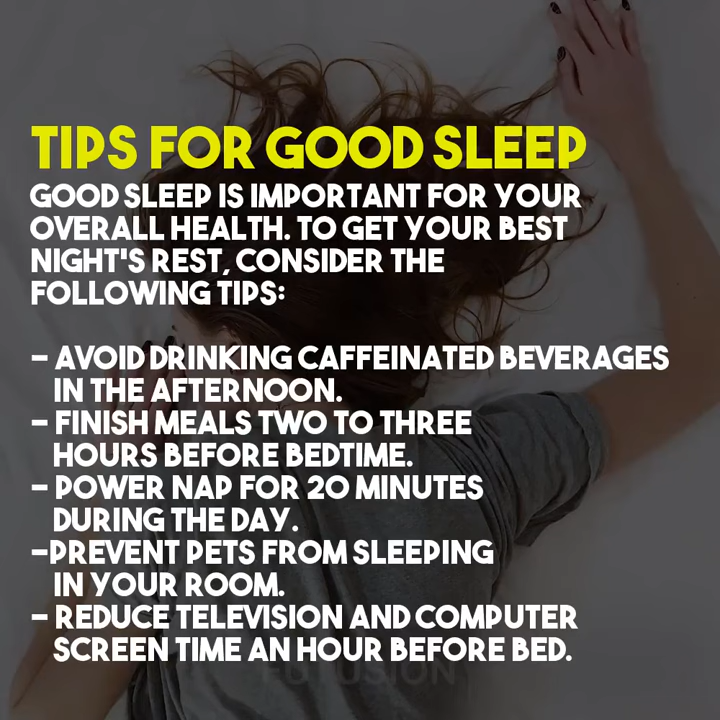 TIPS FOR GOOD SLEEP
GOOD SLEEP IS IMPORTANT FOR YOUR
OVERALL HEALTH. TO GET YOUR BEST
NIGHT'S REST, CONSIDER THE
FOLLOWING TIPS:
- AVOID DRINKING CAFFEINATED BEVERAGES
IN THE AFTERNOON.
- FINISH MEALS TWO TO THREE
HOURS BEFORE BEDTIME.
- POWER NAP FOR 20 MINUTES
DURING THE DAY.
-PREVENT PETS FROM SLEEPING
IN YOUR ROOM.
- REDUCE TELEVISION AND COMPUTER
SCREEN TIME AN HOUR BEFORE BED.